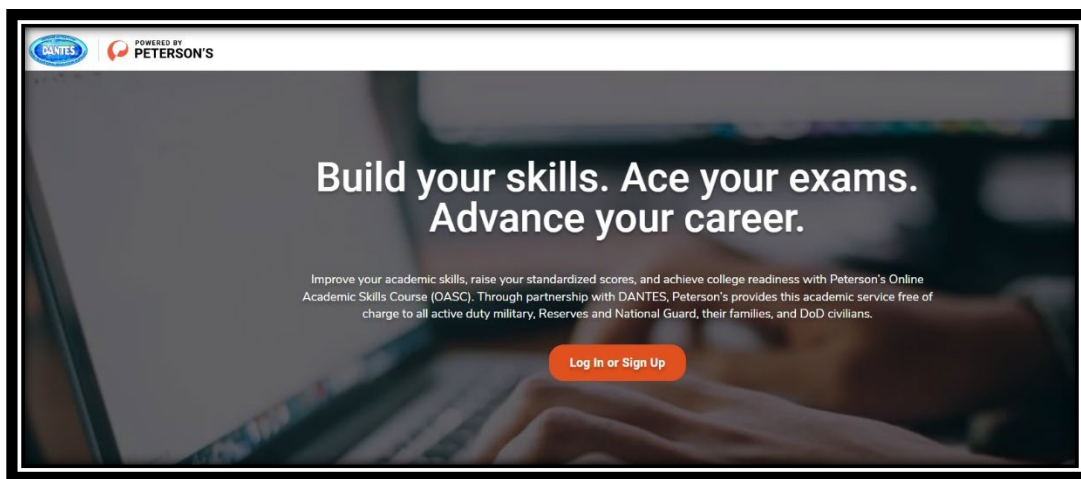 DANTES
POWERED BY
PETERSON'S
Build your skills. Ace your exams.
Advance your career.
Improve your academic skills, raise your standardized scores, and achieve college readiness with Peterson's Online
Academic Skills Course (OASC). Through partnership with DANTES, Peterson's provides this academic service free of
charge to all active duty military, Reserves and National Guard, their families, and DoD civilians.
Log In or Sign Up